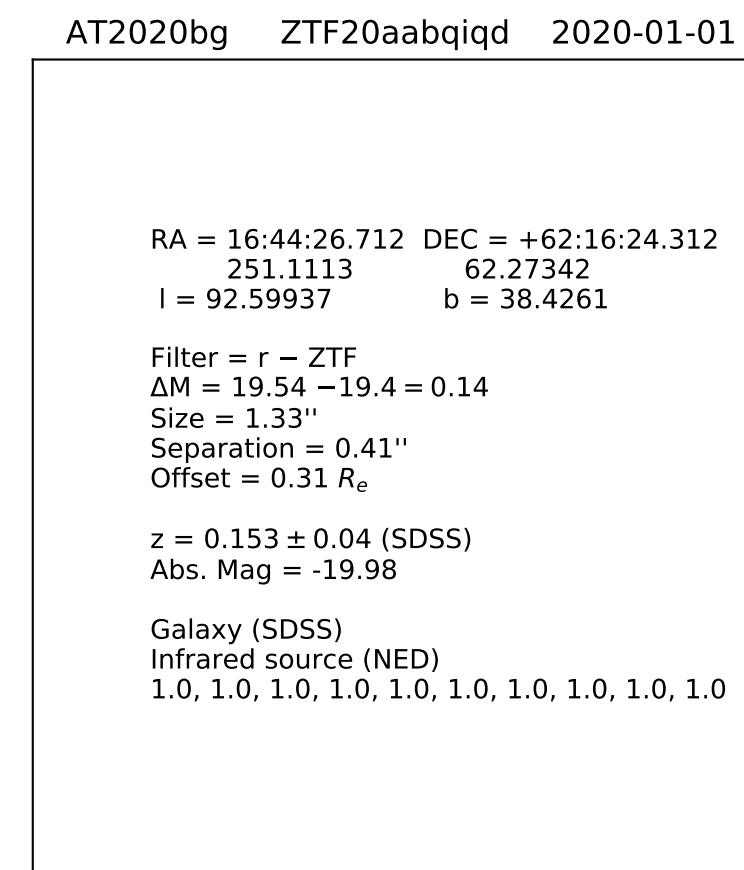 AT2020bg ZTF20aabqiqd 2020-01-01
RA = 16:44:26.712 DEC = +62:16:24.312
251.1113 62.27342
l = 92.59937 b = 38.4261
Filter = r − ZTF
ΔM = 19.54 −19.4 = 0.14
Size = 1.33''
Separation = 0.41''
Offset = 0.31 Re
z = 0.153 ± 0.04 (SDSS)
Abs. Mag = -19.98
Galaxy (SDSS)
Infrared source (NED)
1.0, 1.0, 1.0, 1.0, 1.0, 1.0, 1.0, 1.0, 1.0, 1.0